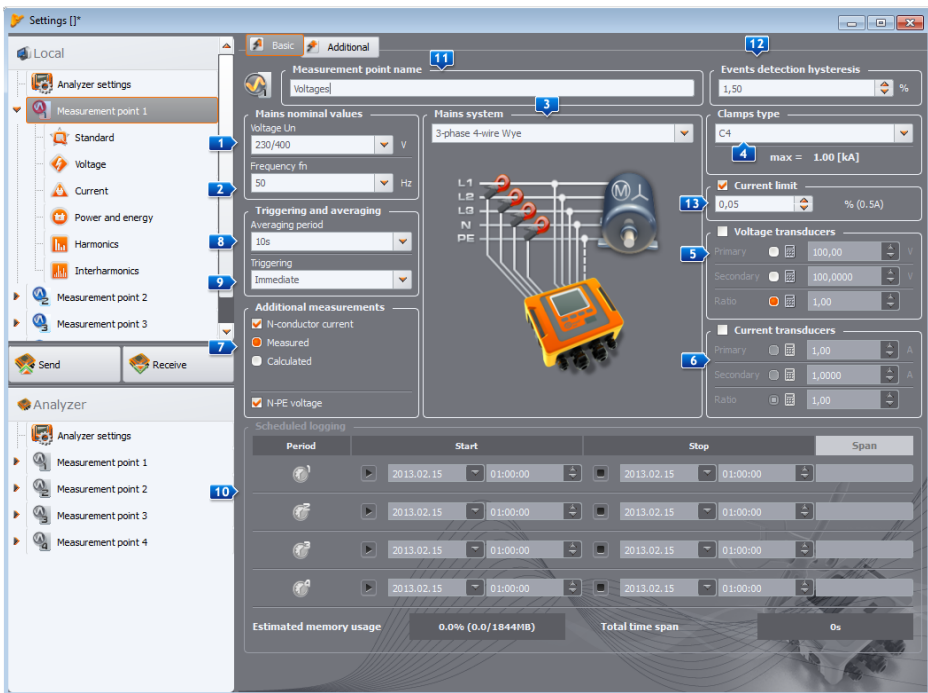 Settings []*
Local
Analyzer settings
Measurement point 1
Standard
Voltage
Current
Power and energy
Harmonics
Interharmonics
Measurement point 2
Measurement point 3
Send
Receive
Analyzer
Analyzer settings
Measurement point 1
Measurement point 2
Measurement point 3
Measurement point 4
Basic
Additional
11
12
Measurement point name
Voltages
Events detection hysteresis
1,50 %
Mains nominal values
Voltage Un
1
230/400 V
Frequency fn
2
50 Hz
Triggering and averaging
Averaging period
8
10s
Triggering
9
Immediate
Additional measurements
N-conductor current
7
Measured
Calculated
N-PE voltage
3
Mains system
3-phase 4-wire Wye
L1
L2
L3
N
PE
M
Clamps type
C4
4
max = 1.00 [kA]
Current limit
13
0,05 % (0.5A)
Voltage transducers
5
Primary 100,00 V
Secondary 100,0000 V
Ratio 1,00
Current transducers
6
Primary 1,00 A
Secondary 1,0000 A
Ratio 1,00
10
Scheduled logging
Period Start Stop Span
1 2013.02.15 01:00:00 2013.02.15 01:00:00
2 2013.02.15 01:00:00 2013.02.15 01:00:00
3 2013.02.15 01:00:00 2013.02.15 01:00:00
4 2013.02.15 01:00:00 2013.02.15 01:00:00
Estimated memory usage 0.0% (0.0/1844MB) Total time span 0s